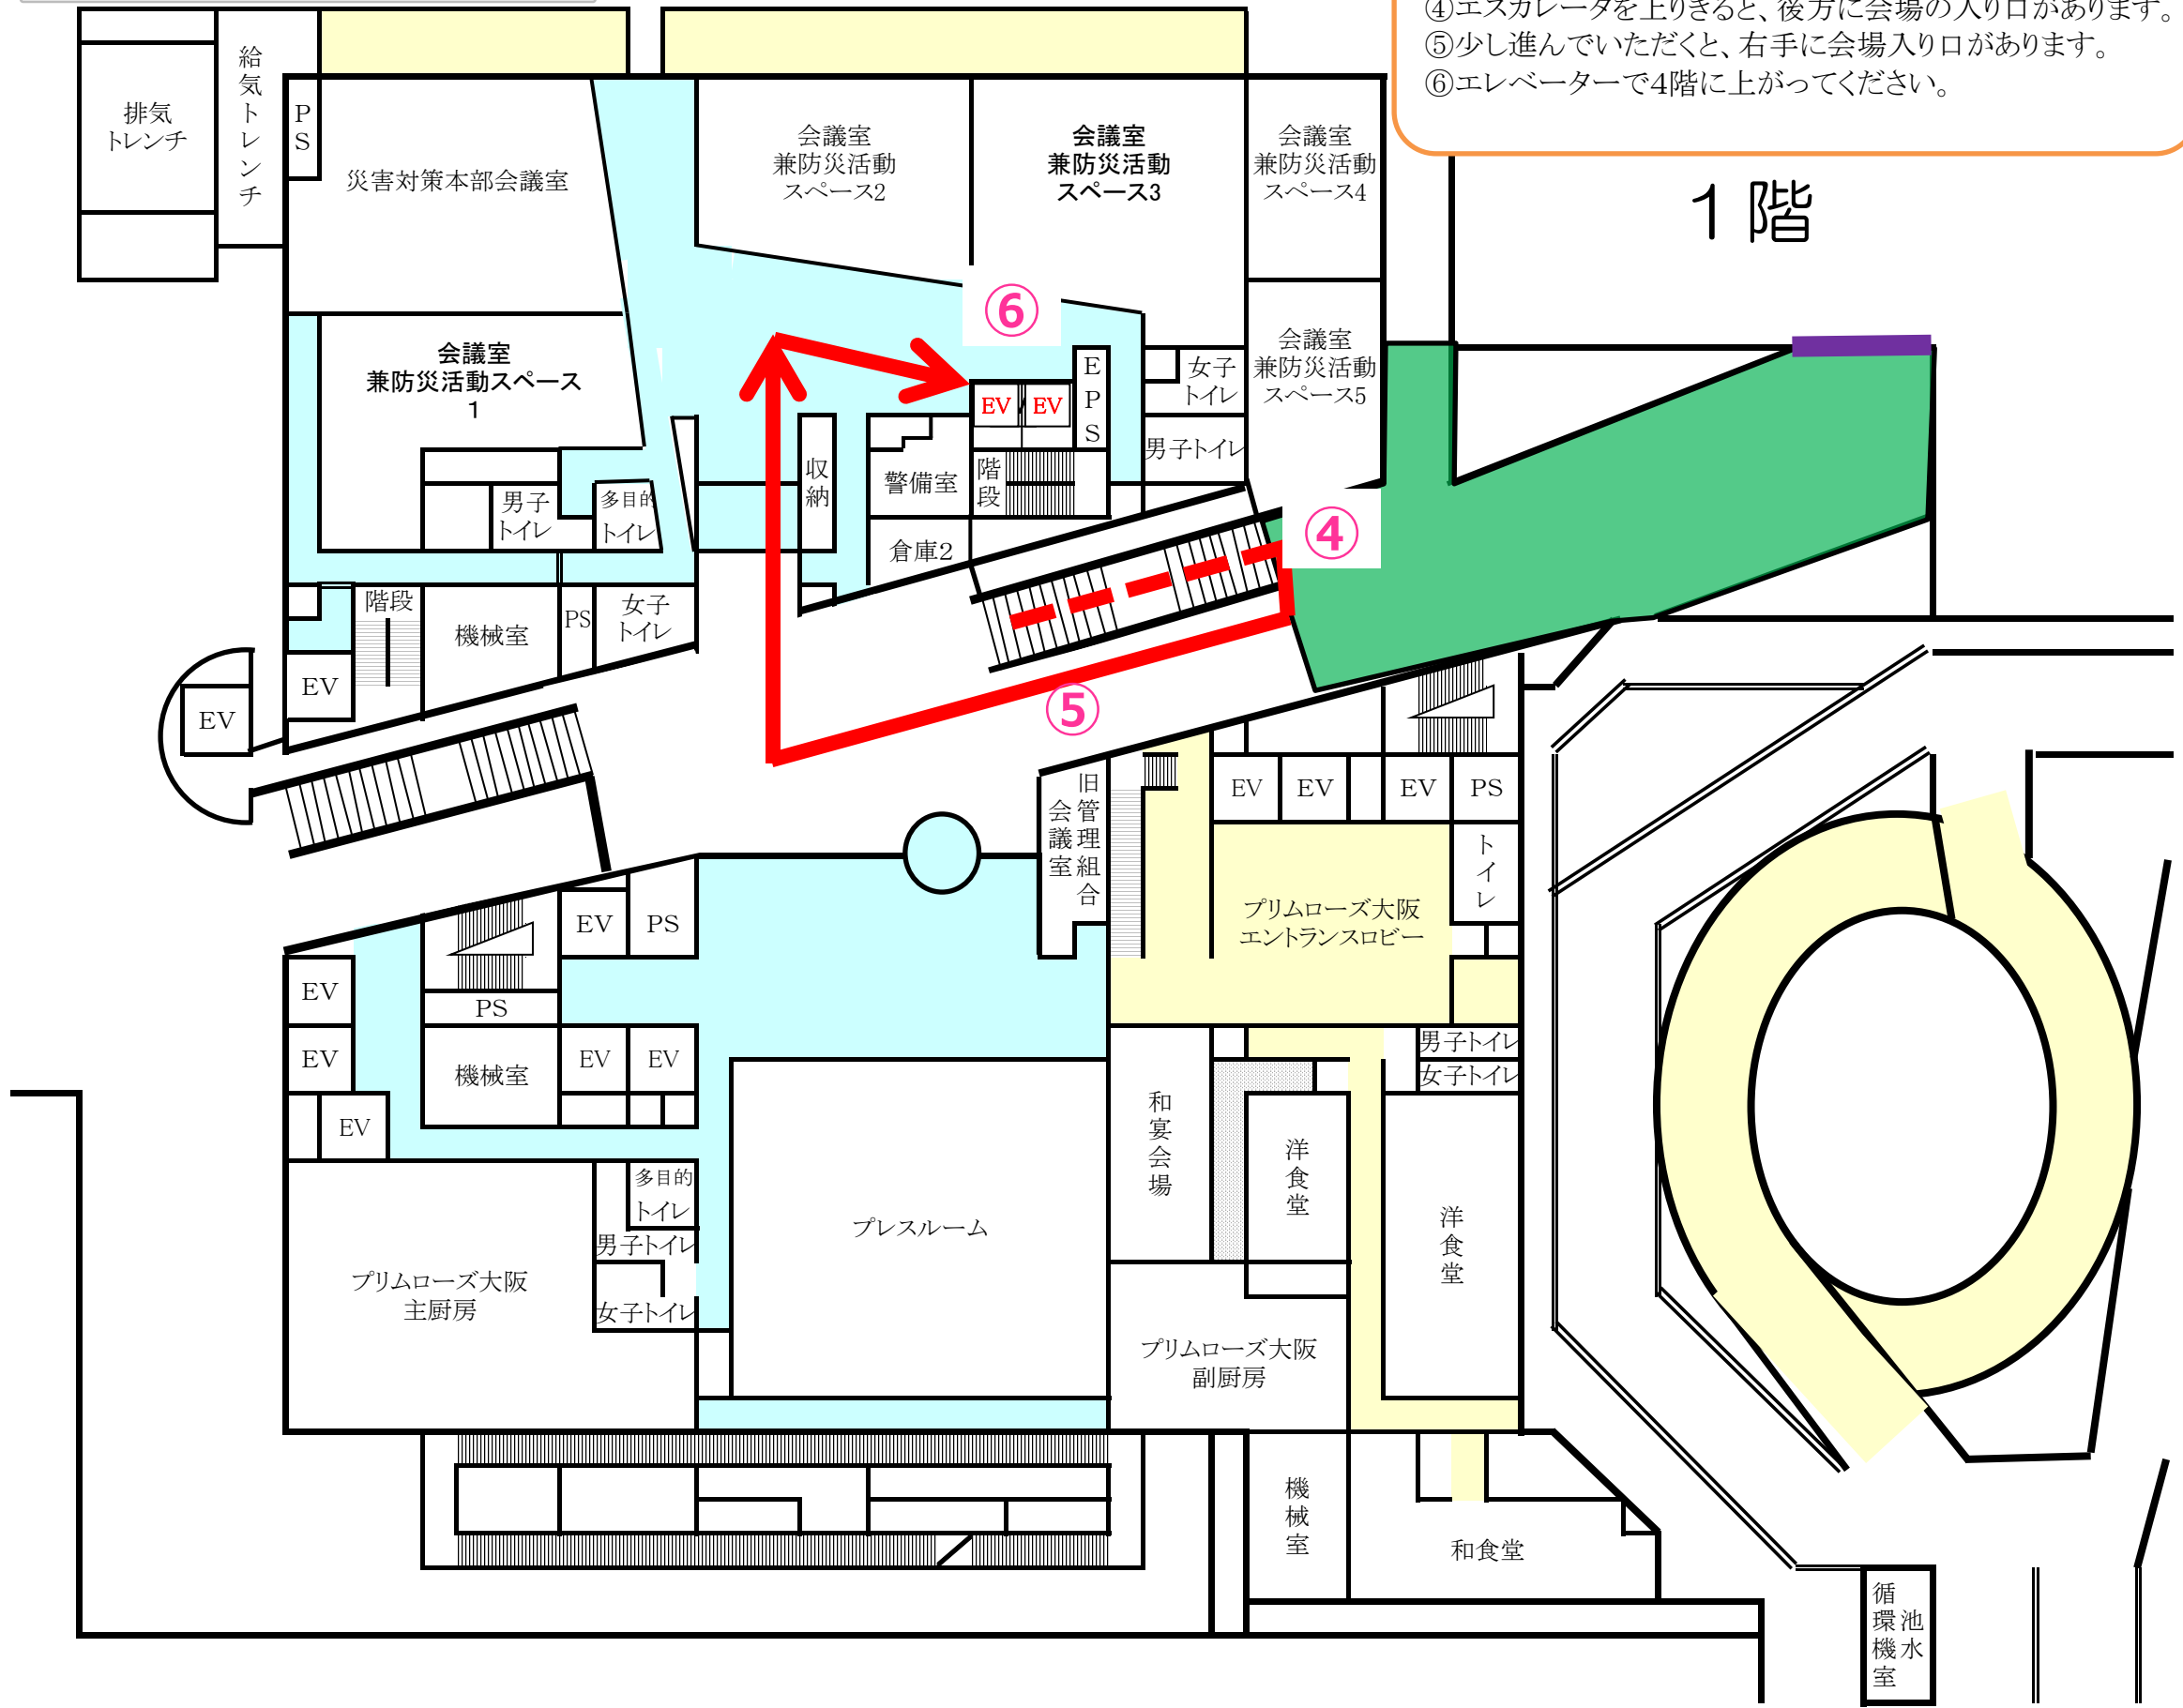 ④エスカレータを上りきると、後方に会場の入り口があります。
⑤少し進んでいただくと、右手に会場入り口があります。
⑥エレベーターで4階に上がってください。
1階
給気トレンチ
排気
トレンチ
PS
災害対策本部会議室
会議室
兼防災活動
スペース2
会議室
兼防災活動
スペース3
会議室
兼防災活動
スペース4
会議室
兼防災活動
スペース5
⑥
会議室
兼防災活動スペース
1
EV
EV
EPS
女子
トイレ
男子トイレ
収納
警備室
階段
男子
トイレ
多目的
トイレ
倉庫2
④
階段
機械室
PS
女子
トイレ
EV
EV
⑤
旧管理組合
会議室
EV
EV
EV
PS
トイレ
プリムローズ大阪
エントランスロビー
EV
PS
EV
PS
EV
機械室
EV
EV
EV
男子トイレ
女子トイレ
和宴会場
洋食堂
洋食堂
多目的
トイレ
男子トイレ
女子トイレ
プレスルーム
プリムローズ大阪
主厨房
プリムローズ大阪
副厨房
機械室
和食堂
池水
循環機室